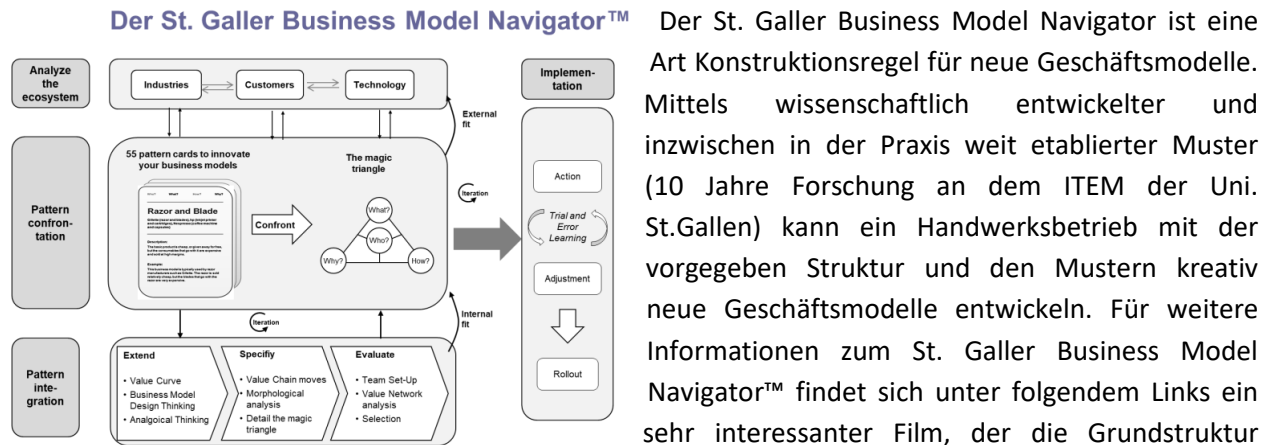 Der St. Galler Business Model Navigator™
Analyze
the
ecosystem
Industries
Customers
Technology
External
fit
Pattern
confron-
tation
55 pattern cards to innovate
your business models
Razor and Blade
Description:
Example:
Confront
The magic
triangle
What?
Who?
Why?
How?
Iteration
Iteration
Internal
fit
Pattern
inte-
gration
Extend
• Value Curve
• Business Model
Design Thinking
• Analgoical Thinking
Specifiy
• Value Chain moves
• Morphological
analysis
• Detail the magic
triangle
Evaluate
• Team Set-Up
• Value Network
analysis
• Selection
Implemen-
tation
Action
Trial and
Error
Learning
Adjustment
Rollout
Der St. Galler Business Model Navigator ist eine
Art Konstruktionsregel für neue Geschäftsmodelle.
Mittels wissenschaftlich entwickelter und
inzwischen in der Praxis weit etablierter Muster
(10 Jahre Forschung an dem ITEM der Uni.
St.Gallen) kann ein Handwerksbetrieb mit der
vorgegeben Struktur und den Mustern kreativ
neue Geschäftsmodelle entwickeln. Für weitere
Informationen zum St. Galler Business Model
Navigator™ findet sich unter folgendem Links ein
sehr interessanter Film, der die Grundstruktur